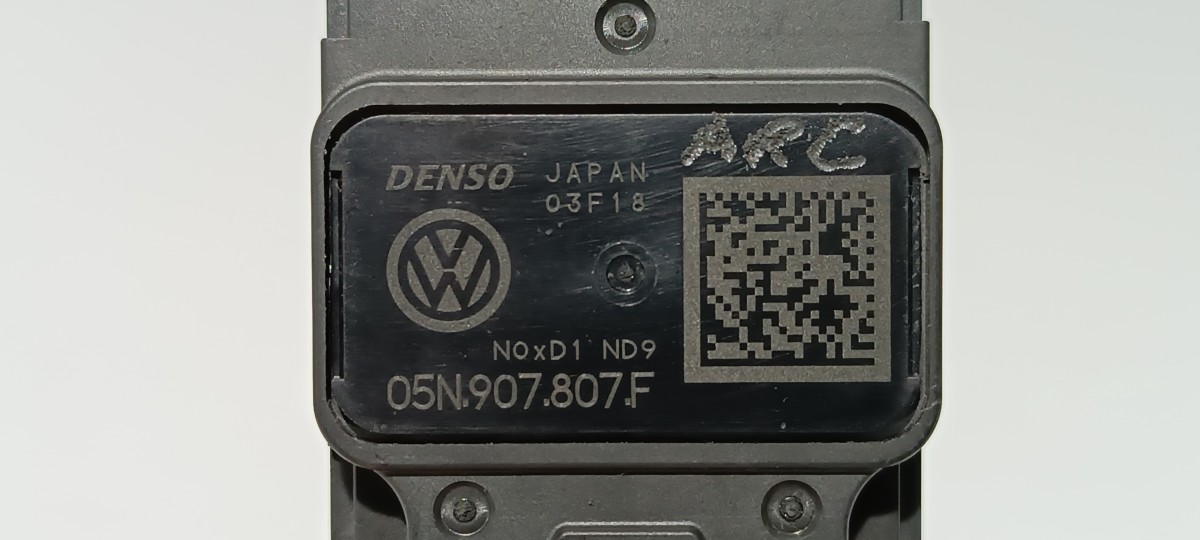 ARC
DENSO
JAPAN
03F18
NOxD1 ND9
05N.907.807.F